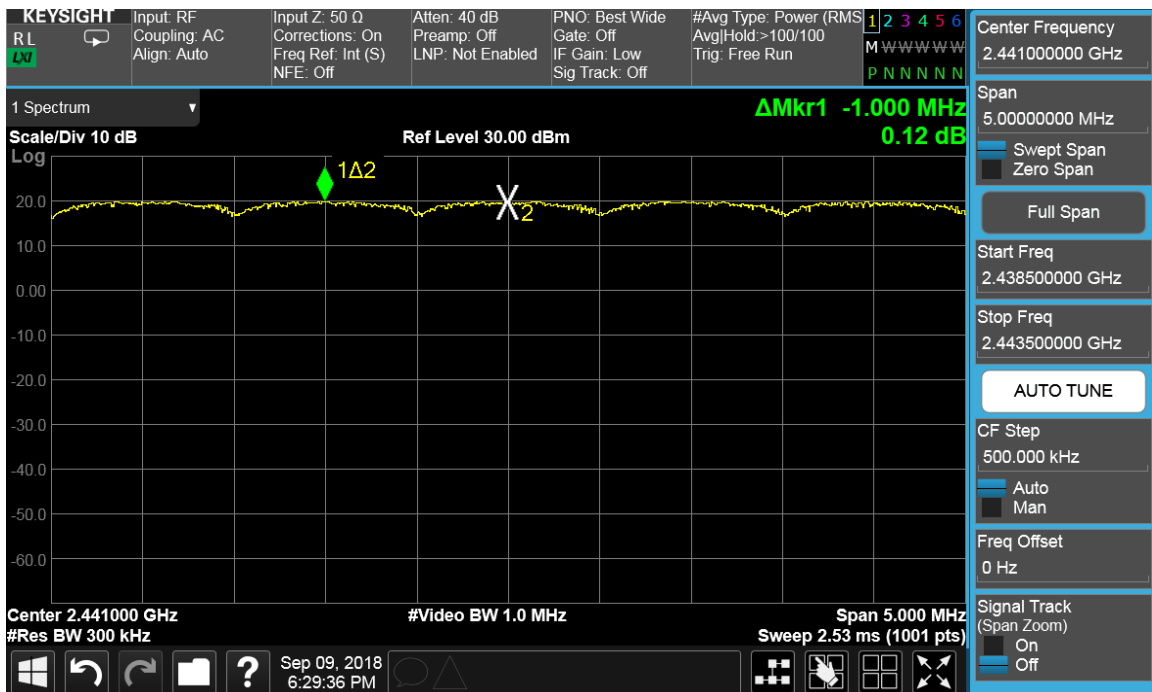 KEYSIGHT
RL
LXI
Input: RF
Coupling: AC
Align: Auto
Input Z: 50 Ω
Corrections: On
Freq Ref: Int (S)
NFE: Off
Atten: 40 dB
Preamp: Off
LNP: Not Enabled
PNO: Best Wide
Gate: Off
IF Gain: Low
Sig Track: Off
#Avg Type: Power (RMS
Avg|Hold:>100/100
Trig: Free Run
1 2 3 4 5 6
M W W W W W
P N N N N N
1 Spectrum
Scale/Div 10 dB
Ref Level 30.00 dBm
ΔMkr1 -1.000 MHz
0.12 dB
Log
1Δ2
2
20.0
10.0
0.00
-10.0
-20.0
-30.0
-40.0
-50.0
-60.0
Center 2.441000 GHz
#Video BW 1.0 MHz
Span 5.000 MHz
#Res BW 300 kHz
Sweep 2.53 ms (1001 pts)
?
Sep 09, 2018
6:29:36 PM
Center Frequency
2.441000000 GHz
Span
5.00000000 MHz
Swept Span
Zero Span
Full Span
Start Freq
2.438500000 GHz
Stop Freq
2.443500000 GHz
AUTO TUNE
CF Step
500.000 kHz
Auto
Man
Freq Offset
0 Hz
Signal Track
(Span Zoom)
On
Off